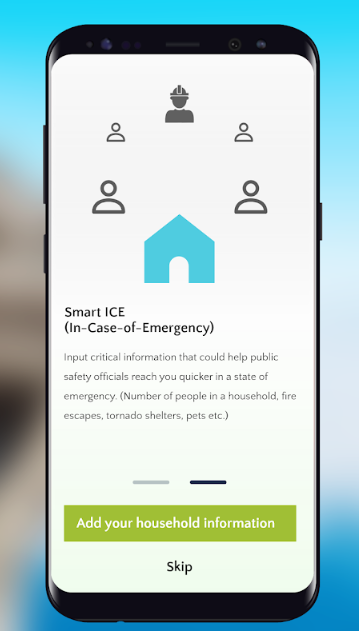 Smart ICE
(In-Case-of-Emergency)
Input critical information that could help public
safety officials reach you quicker in a state of
emergency. (Number of people in a household, fire
escapes, tornado shelters, pets etc.)
Add your household information
Skip